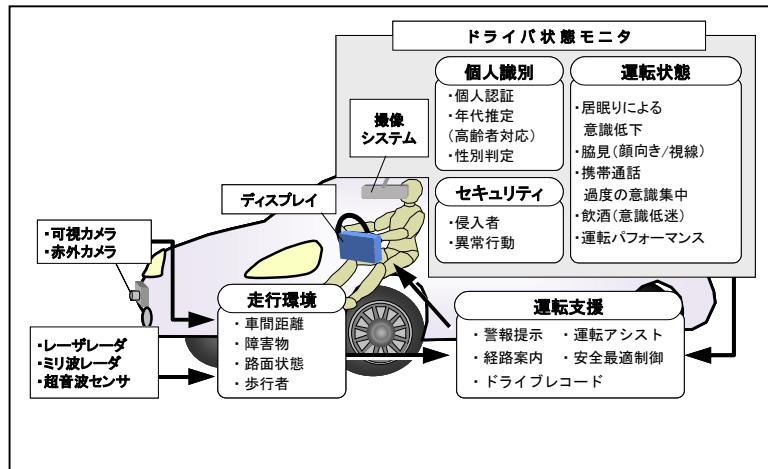 ドライバ状態モニタ
個人識別
・個人認証
・年代推定
(高齢者対応)
・性別判定
運転状態
・居眠りによる
意識低下
・脇見(顔向き/視線)
・携帯通話
過度の意識集中
・飲酒(意識低迷)
・運転パフォーマンス
セキュリティ
・侵入者
・異常行動
撮像
システム
ディスプレイ
・可視カメラ
・赤外カメラ
・レーザレーダ
・ミリ波レーダ
・超音波センサ
走行環境
・車間距離
・障害物
・路面状態
・歩行者
運転支援
・警報提示 ・運転アシスト
・経路案内 ・安全最適制御
・ドライブレコード